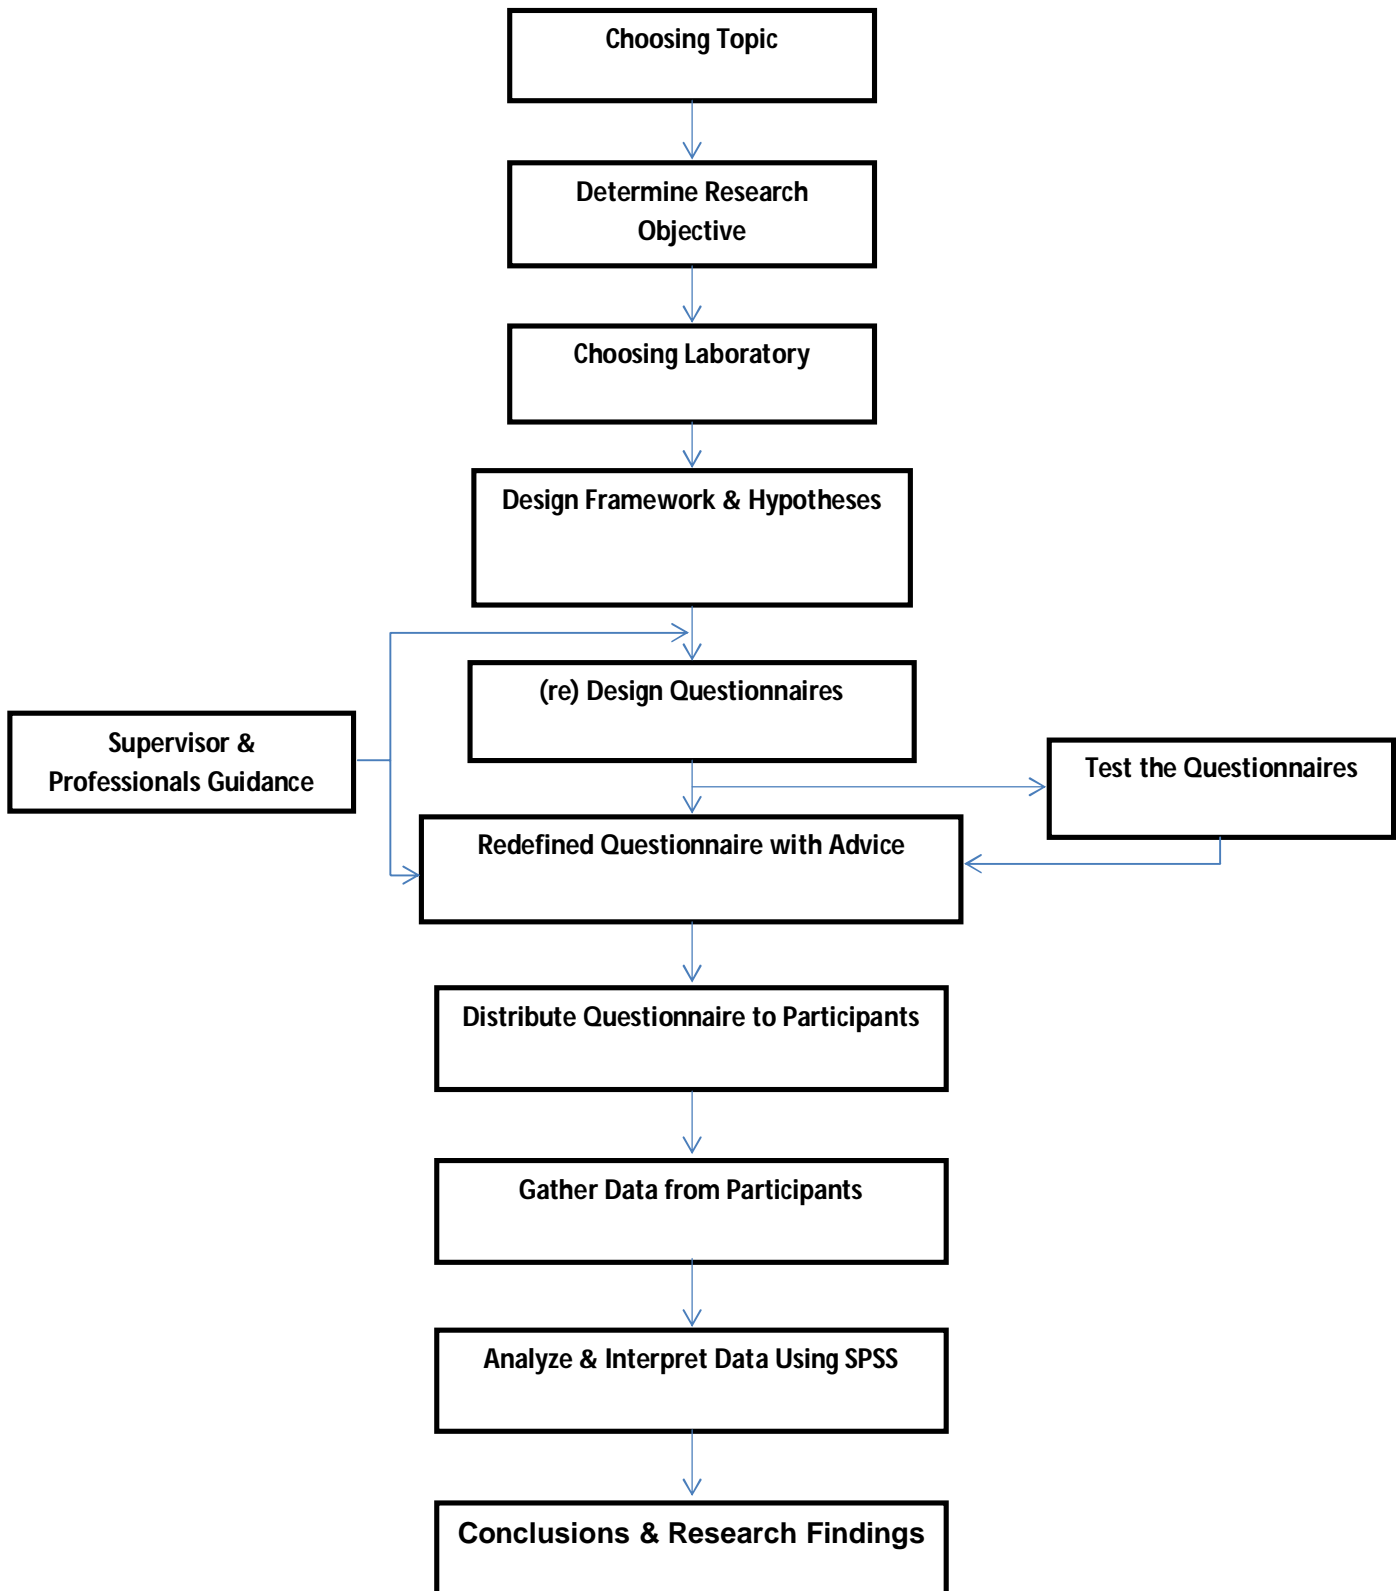 Choosing Topic
Determine Research
Objective
Choosing Laboratory
Design Framework & Hypotheses
(re) Design Questionnaires
Supervisor &
Professionals Guidance
Test the Questionnaires
Redefined Questionnaire with Advice
Distribute Questionnaire to Participants
Gather Data from Participants
Analyze & Interpret Data Using SPSS
Conclusions & Research Findings